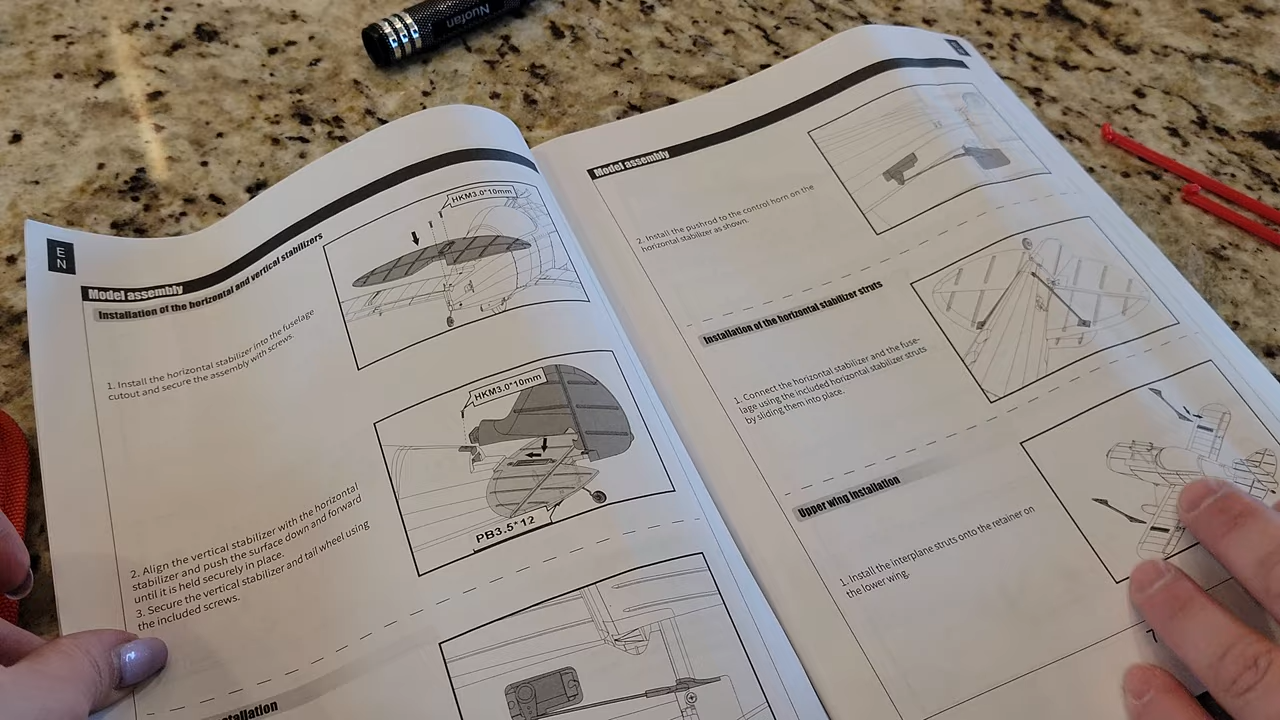 Nuofan
E
N
Model assembly
Installation of the horizontal and vertical stabilizers
HKM3.0*10mm
1. Install the horizontal stabilizer into the fuselage
cutout and secure the assembly with screws.
HKM3.0*10mm
PB3.5*12
2. Align the vertical stabilizer with the horizontal
stabilizer and push the surface down and forward
until it is held securely in place.
3. Secure the vertical stabilizer and tail wheel using
the included screws.
Model assembly
2. Install the pushrod to the control horn on the
horizontal stabilizer as shown.
Installation of the horizontal stabilizer struts
1. Connect the horizontal stabilizer and the fuse-
lage using the included horizontal stabilizer struts
by sliding them into place.
Upper wing installation
1. Install the interplane struts onto the retainer on
the lower wing.